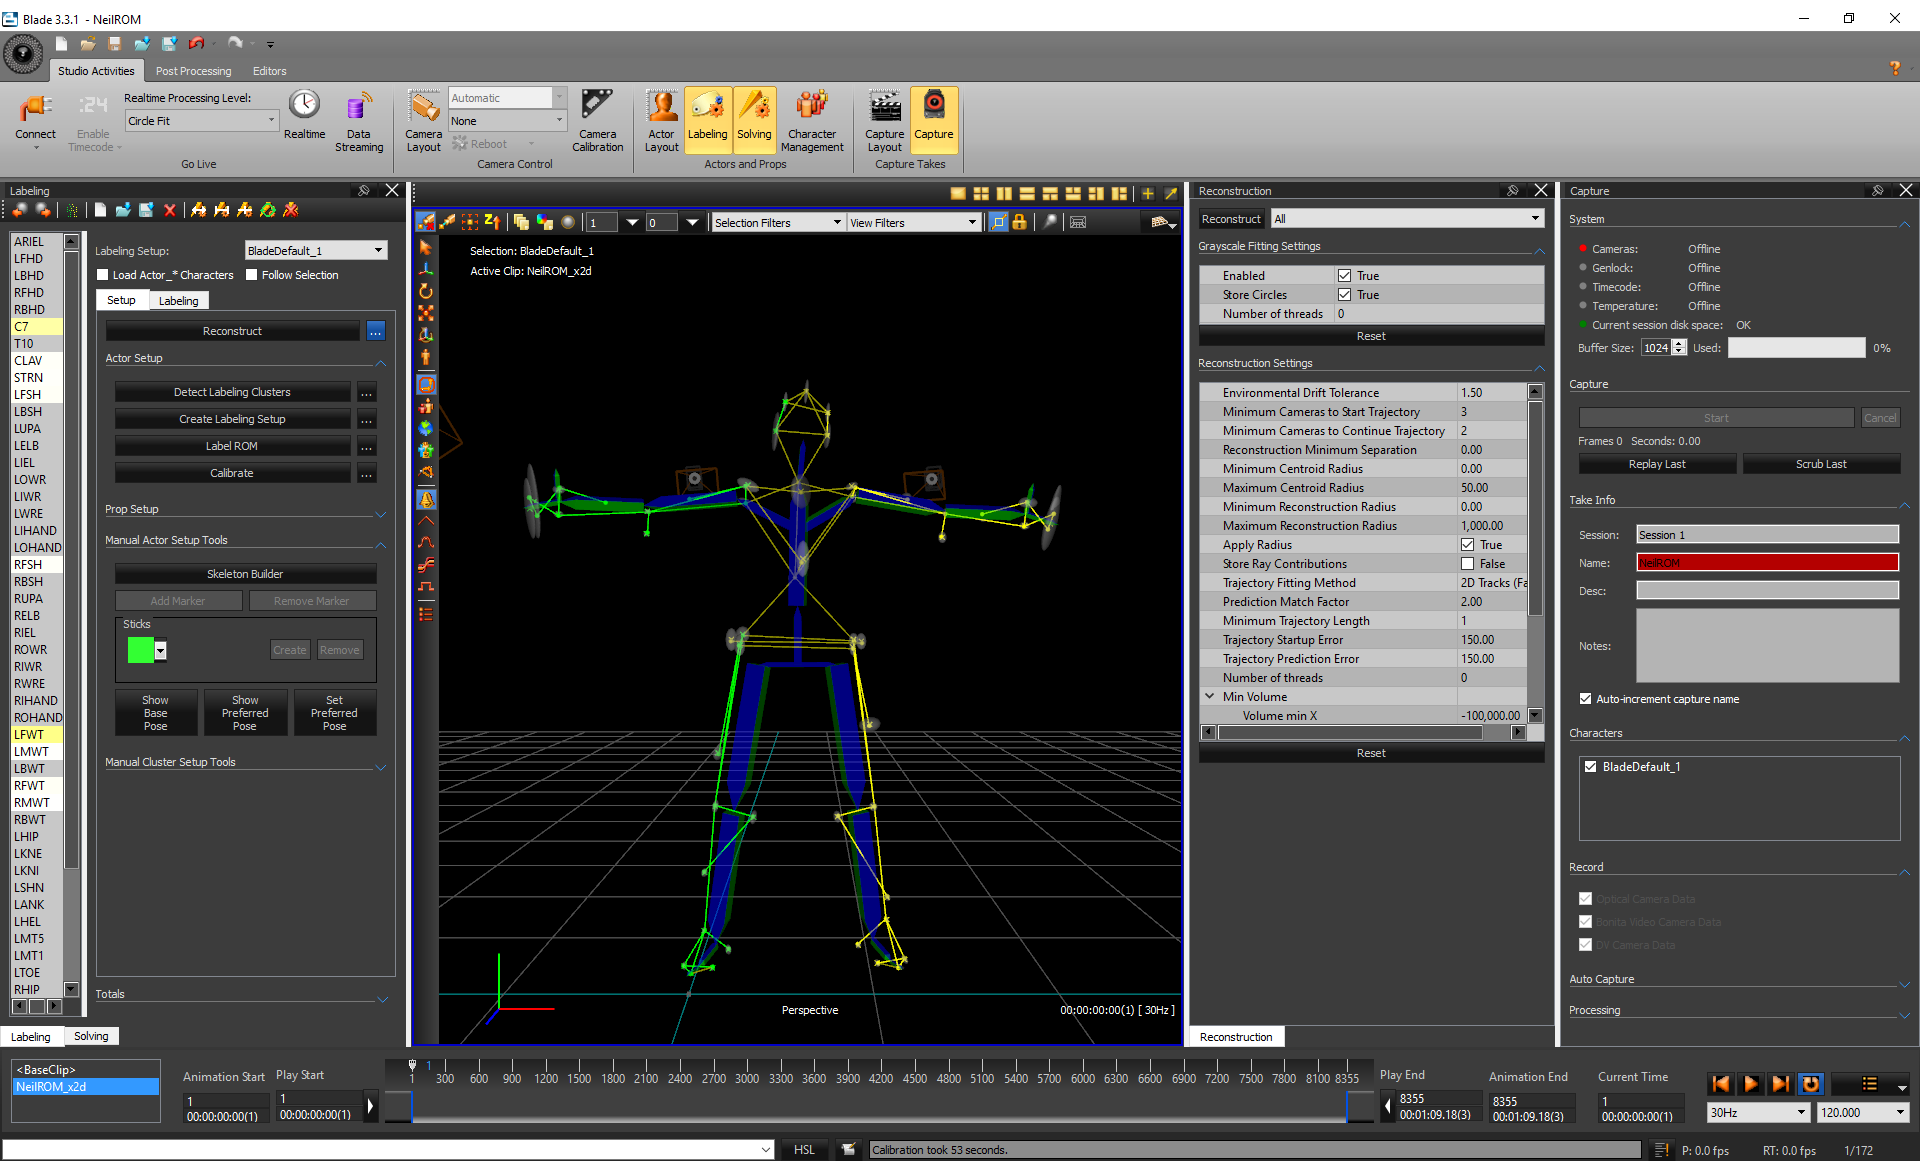 Blade 3.3.1 - NeilROM
Studio Activities Post Processing Editors
Connect
:24
Enable Timecode
Realtime Processing Level:
Circle Fit
Realtime
Data Streaming
Go Live
Camera Layout
Automatic
None
Reboot
Camera Calibration
Camera Control
Actor Layout
Labeling
Solving
Character Management
Actors and Props
Capture Layout
Capture
Capture Takes
Labeling
ARIEL
LFHD
LBHD
RFHD
RBHD
C7
T10
CLAV
STRN
LFSH
LBSH
LUPA
LELB
LIEL
LOWR
LIWR
LWRE
LIHAND
LOHAND
RFSH
RBSH
RUPA
RELB
RIEL
ROWR
RIWR
RWRE
RIHAND
ROHAND
LFWT
LMWT
LBWT
RFWT
RMWT
RBWT
LHIP
LKNE
LKNI
LSHN
LANK
LHEL
LMT5
LMT1
LTOE
RHIP
Labeling Setup: BladeDefault_1
Load Actor_* Characters Follow Selection
Setup Labeling
Reconstruct ...
Actor Setup
Detect Labeling Clusters ...
Create Labeling Setup ...
Label ROM ...
Calibrate ...
Prop Setup
Manual Actor Setup Tools
Skeleton Builder
Add Marker Remove Marker
Sticks
Create Remove
Show Base Pose
Show Preferred Pose
Set Preferred Pose
Manual Cluster Setup Tools
Totals
Labeling Solving
1 0 Selection Filters View Filters
Selection: BladeDefault_1
Active Clip: NeilROM_x2d
Perspective
00:00:00:00(1) [ 30Hz ]
Reconstruction
Reconstruct All
Grayscale Fitting Settings
Enabled True
Store Circles True
Number of threads 0
Reset
Reconstruction Settings
Environmental Drift Tolerance 1.50
Minimum Cameras to Start Trajectory 3
Minimum Cameras to Continue Trajectory 2
Reconstruction Minimum Separation 0.00
Minimum Centroid Radius 0.00
Maximum Centroid Radius 50.00
Minimum Reconstruction Radius 0.00
Maximum Reconstruction Radius 1,000.00
Apply Radius True
Store Ray Contributions False
Trajectory Fitting Method 2D Tracks (Fa
Prediction Match Factor 2.00
Minimum Trajectory Length 1
Trajectory Startup Error 150.00
Trajectory Prediction Error 150.00
Number of threads 0
Min Volume
Volume min X -100,000.00
Reset
Reconstruction
Capture
System
Cameras: Offline
Genlock: Offline
Timecode: Offline
Temperature: Offline
Current session disk space: OK
Buffer Size: 1024 Used: 0%
Capture
Start Cancel
Frames 0 Seconds: 0.00
Replay Last Scrub Last
Take Info
Session: Session 1
Name: NeilROM
Desc:
Notes:
Auto-increment capture name
Characters
BladeDefault_1
Record
Optical Camera Data
Bonita Video Camera Data
DV Camera Data
Auto Capture
Processing
<BaseClip>
NeilROM_x2d
Animation Start
1
00:00:00:00(1)
Play Start
1
00:00:00:00(1)
1
1 300 600 900 1200 1500 1800 2100 2400 2700 3000 3300 3600 3900 4200 4500 4800 5100 5400 5700 6000 6300 6600 6900 7200 7500 7800 8100 8355
Play End
8355
00:01:09.18(3)
Animation End
8355
00:01:09.18(3)
Current Time
1
00:00:00:00(1)
30Hz 120.000
HSL
Calibration took 53 seconds.
P: 0.0 fps RT: 0.0 fps 1/172